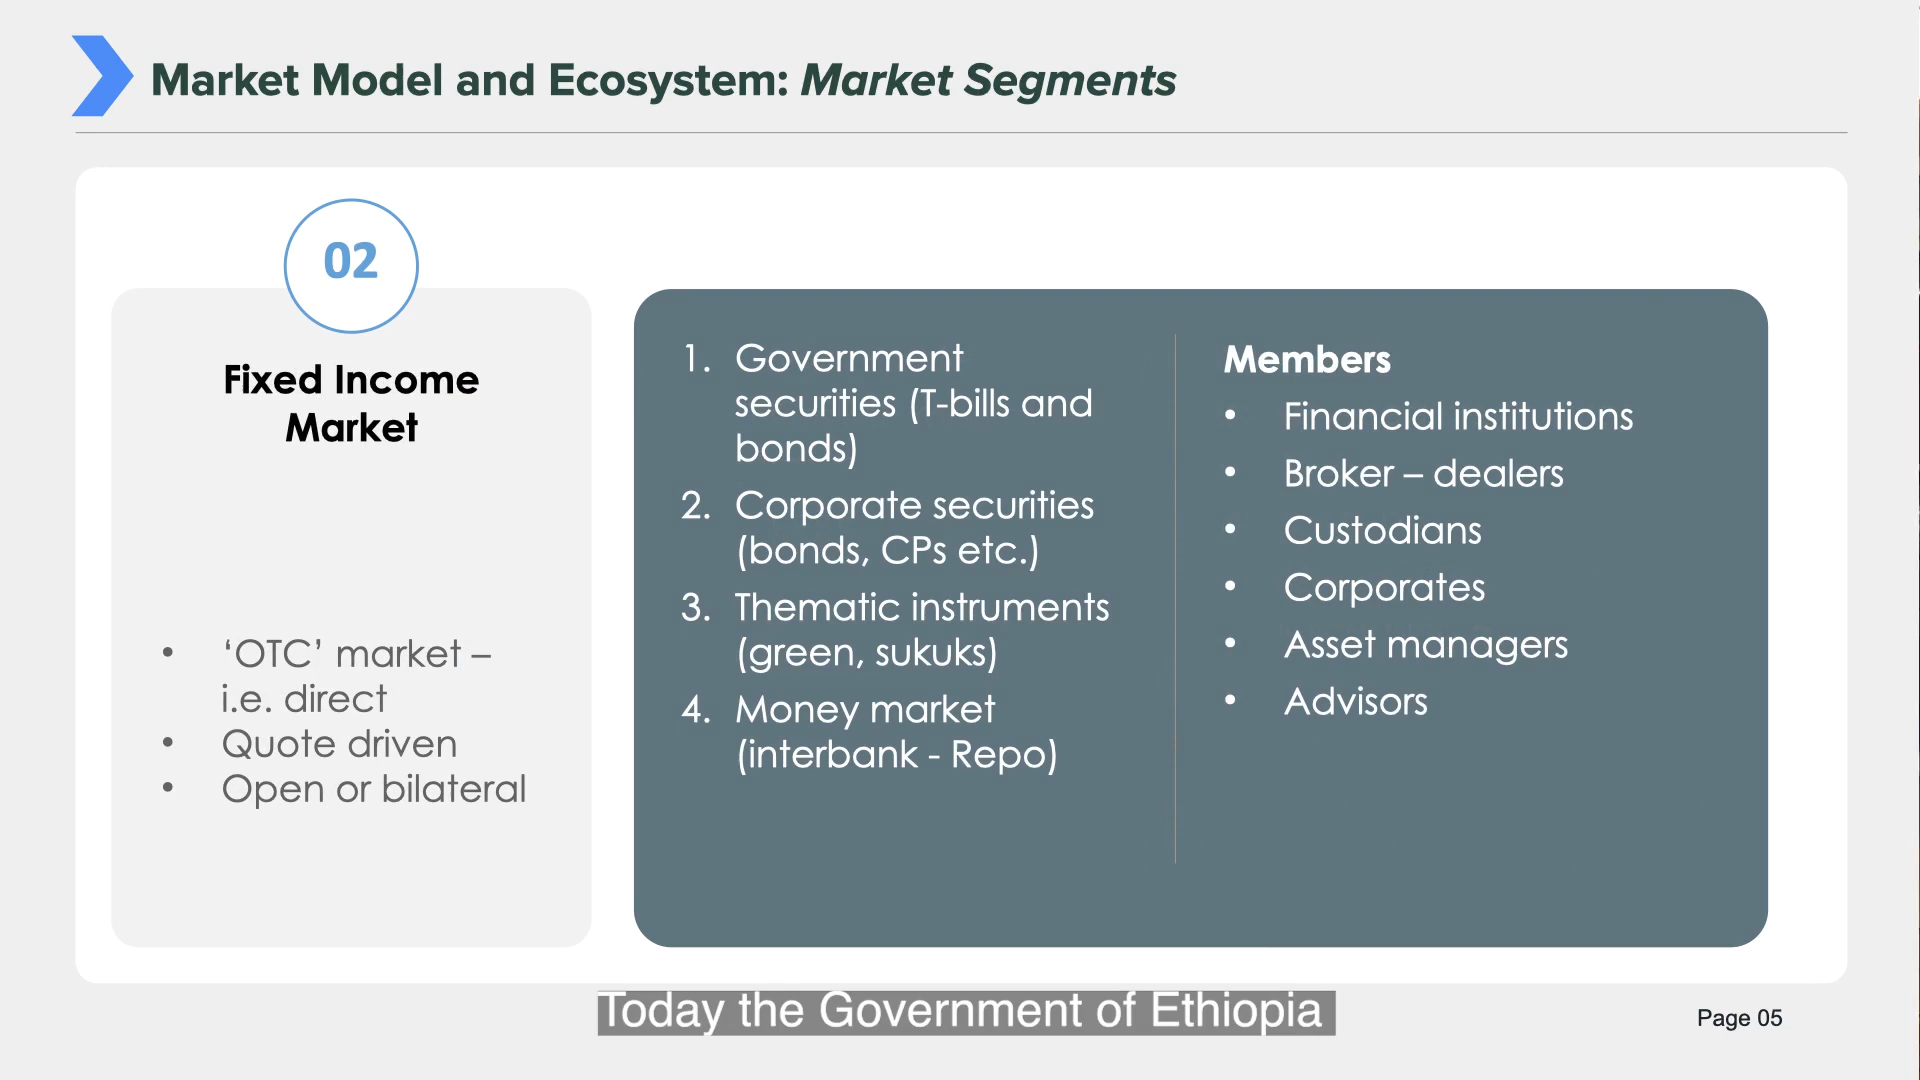 Market Model and Ecosystem: Market Segments
02
Fixed Income
Market
• ‘OTC’ market –
i.e. direct
• Quote driven
• Open or bilateral
1. Government
securities (T-bills and
bonds)
2. Corporate securities
(bonds, CPs etc.)
3. Thematic instruments
(green, sukuks)
4. Money market
(interbank - Repo)
Members
• Financial institutions
• Broker – dealers
• Custodians
• Corporates
• Asset managers
• Advisors
Today the Government of Ethiopia
Page 05